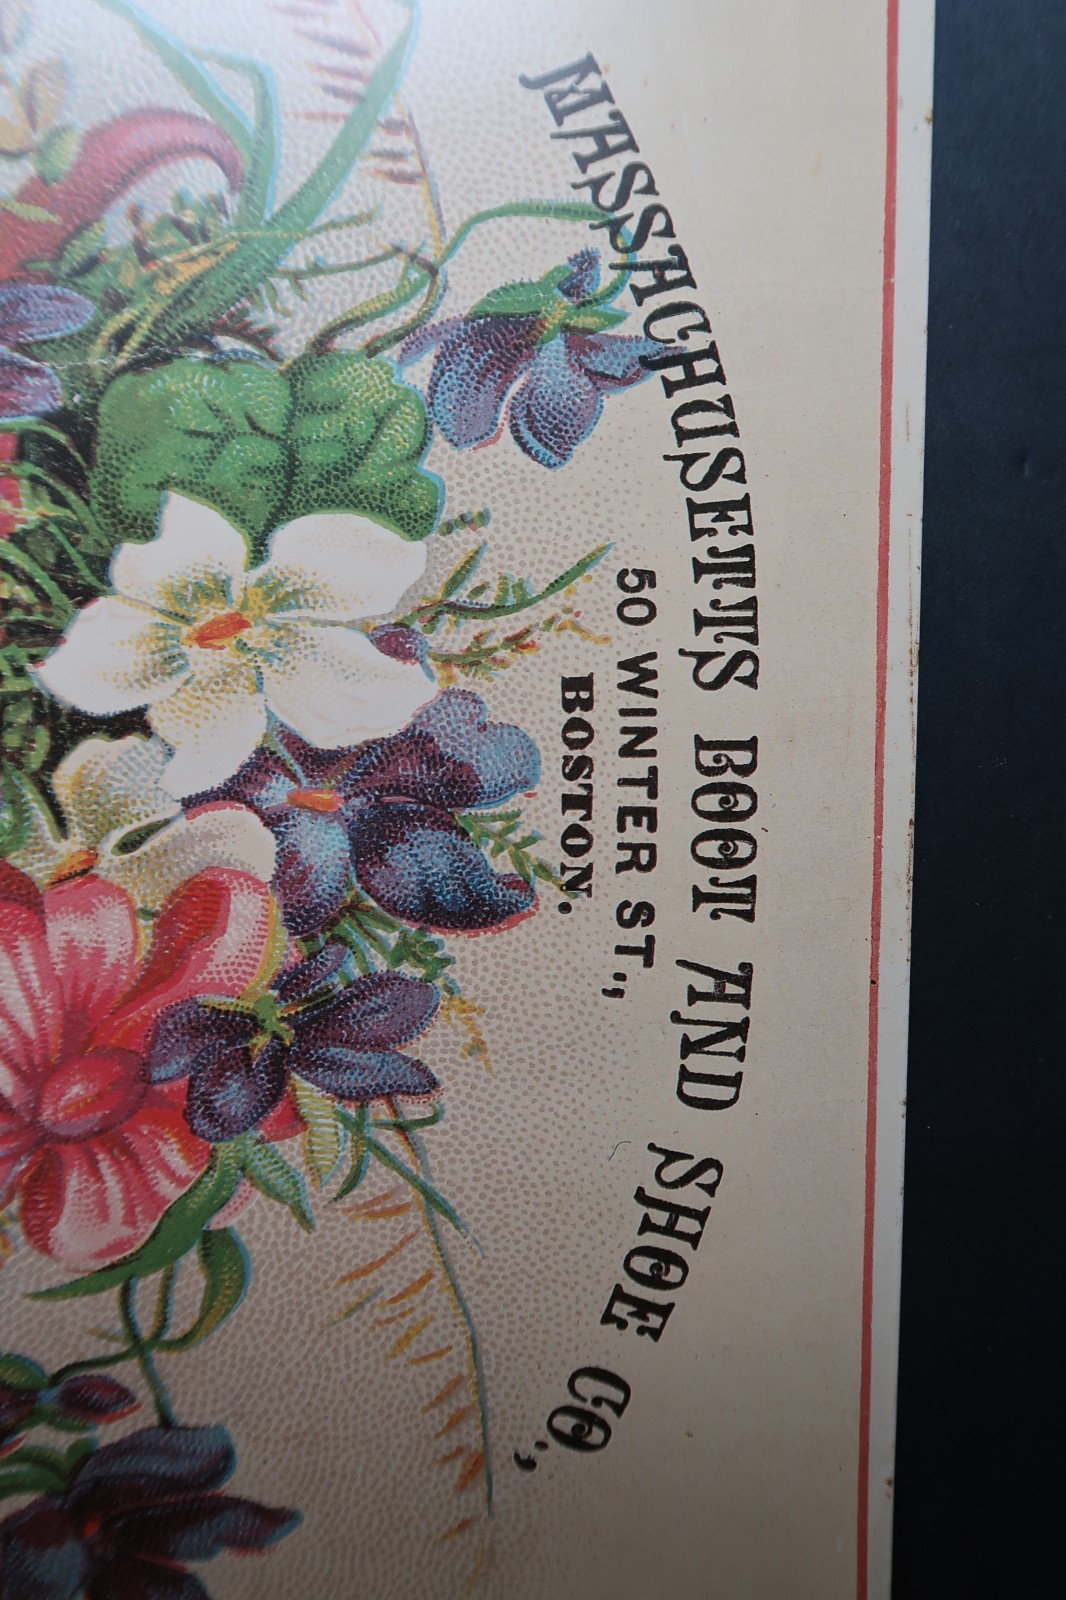 MASSACHUSETTS BOOT AND SHOE CO.,
50 WINTER ST.,
BOSTON.